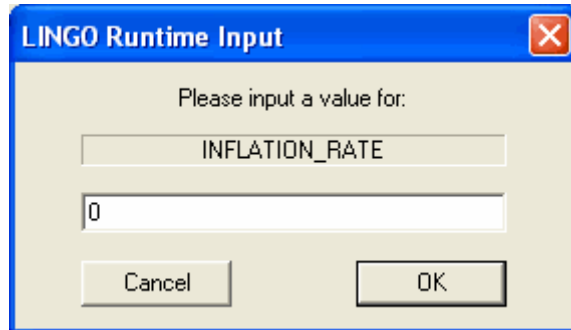 LINGO Runtime Input
Please input a value for:
INFLATION_RATE
0
Cancel OK